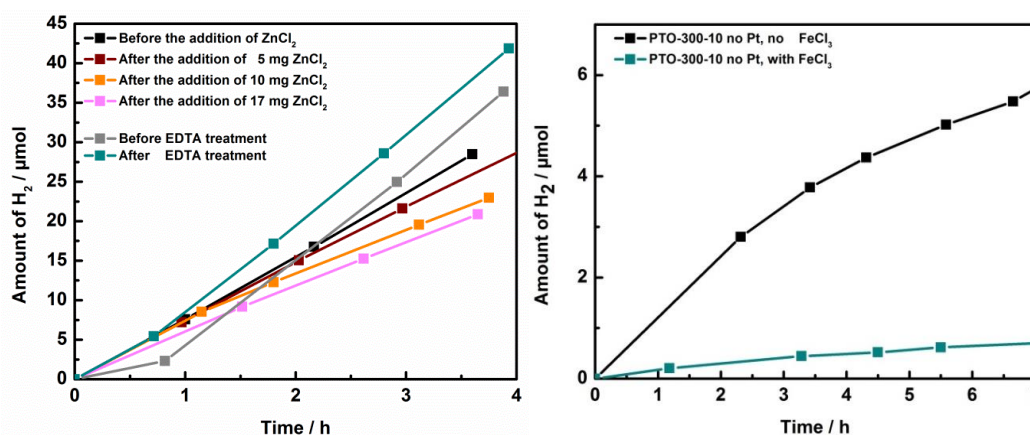 45
40
35
30
25
20
15
10
5
0
Amount of H₂ / µmol
Before the addition of ZnCl₂
After the addition of 5 mg ZnCl₂
After the addition of 10 mg ZnCl₂
After the addition of 17 mg ZnCl₂
Before EDTA treatment
After EDTA treatment
0 1 2 3 4
Time / h
6
4
2
0
Amount of H2 / µmol
PTO-300-10 no Pt, no FeCl₃
PTO-300-10 no Pt, with FeCl₃
0 1 2 3 4 5 6
Time / h